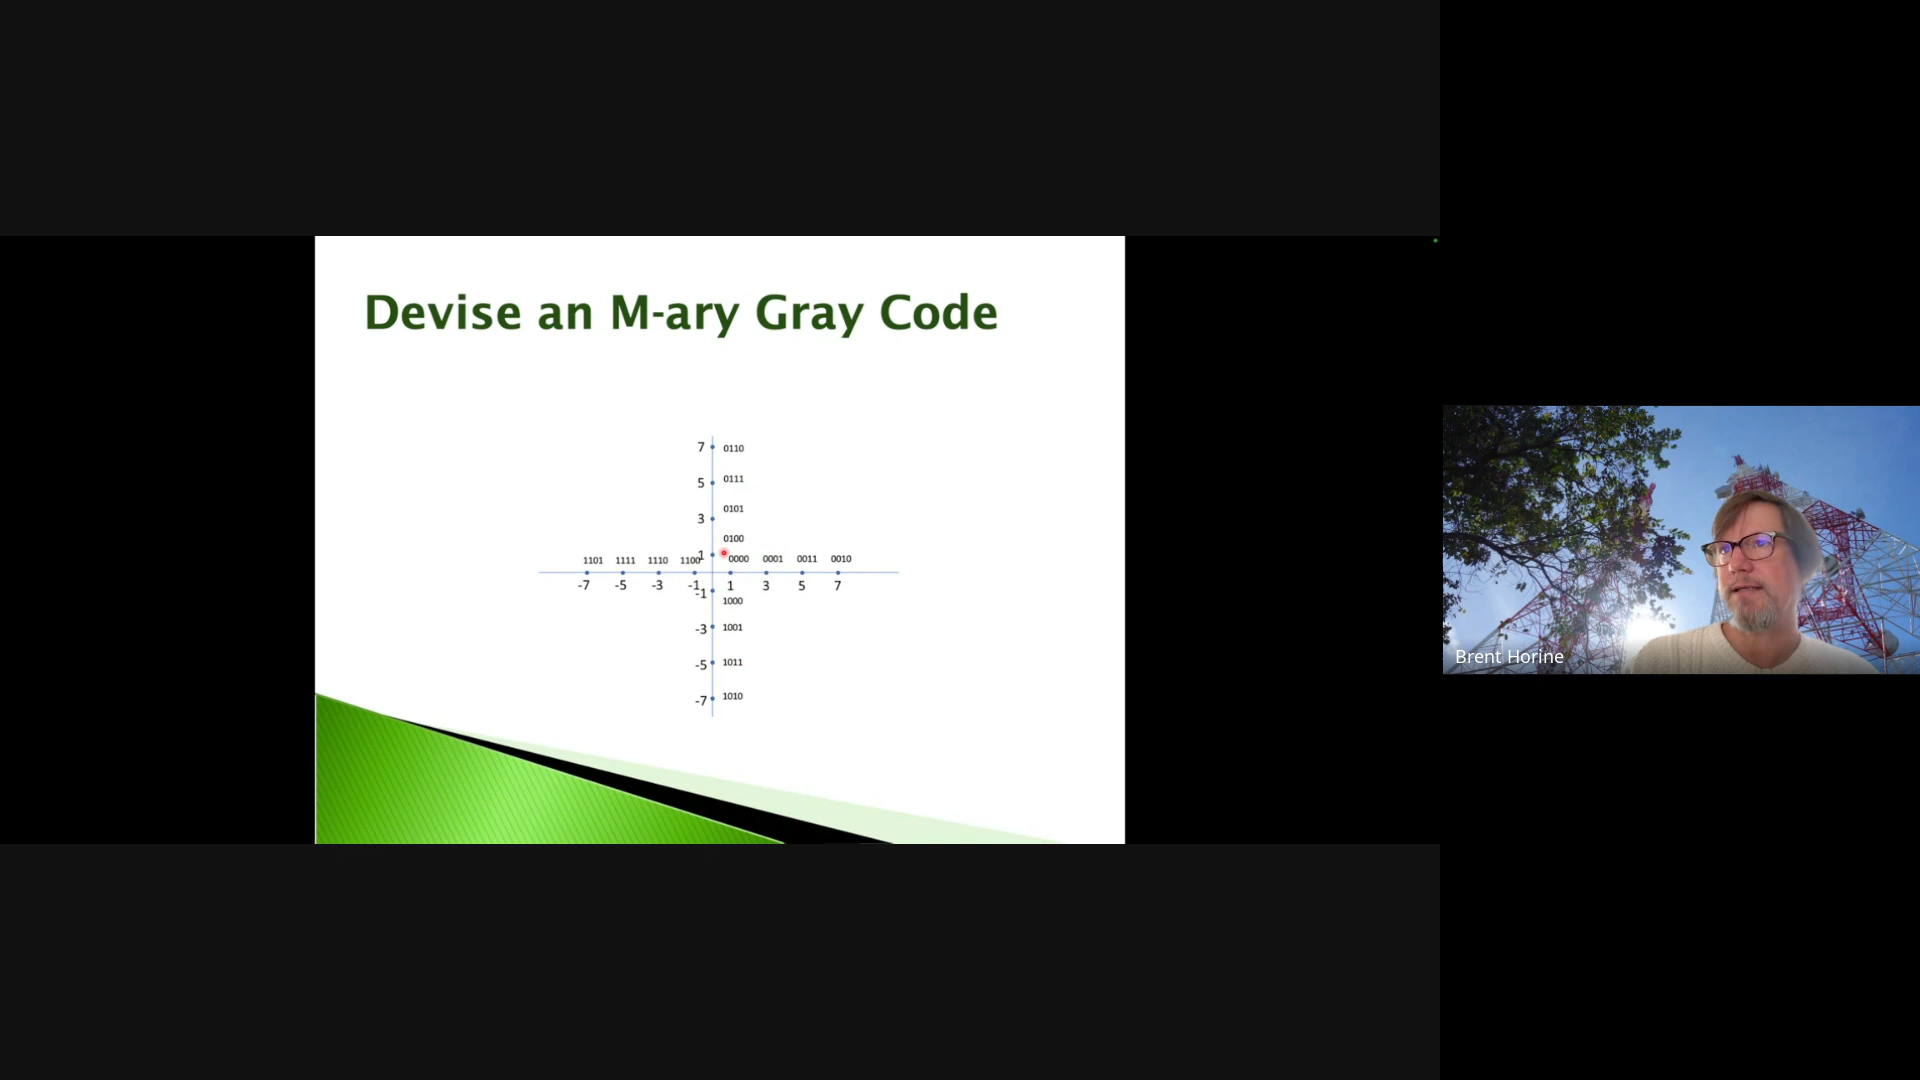 Devise an M-ary Gray Code
7 0110
5 0111
3 0101
0100
1
1101 1111 1110 1100 0000 0001 0011 0010
-7 -5 -3 -1 1 3 5 7
-1 1000
-3 1001
-5 1011
-7 1010
Brent Horine